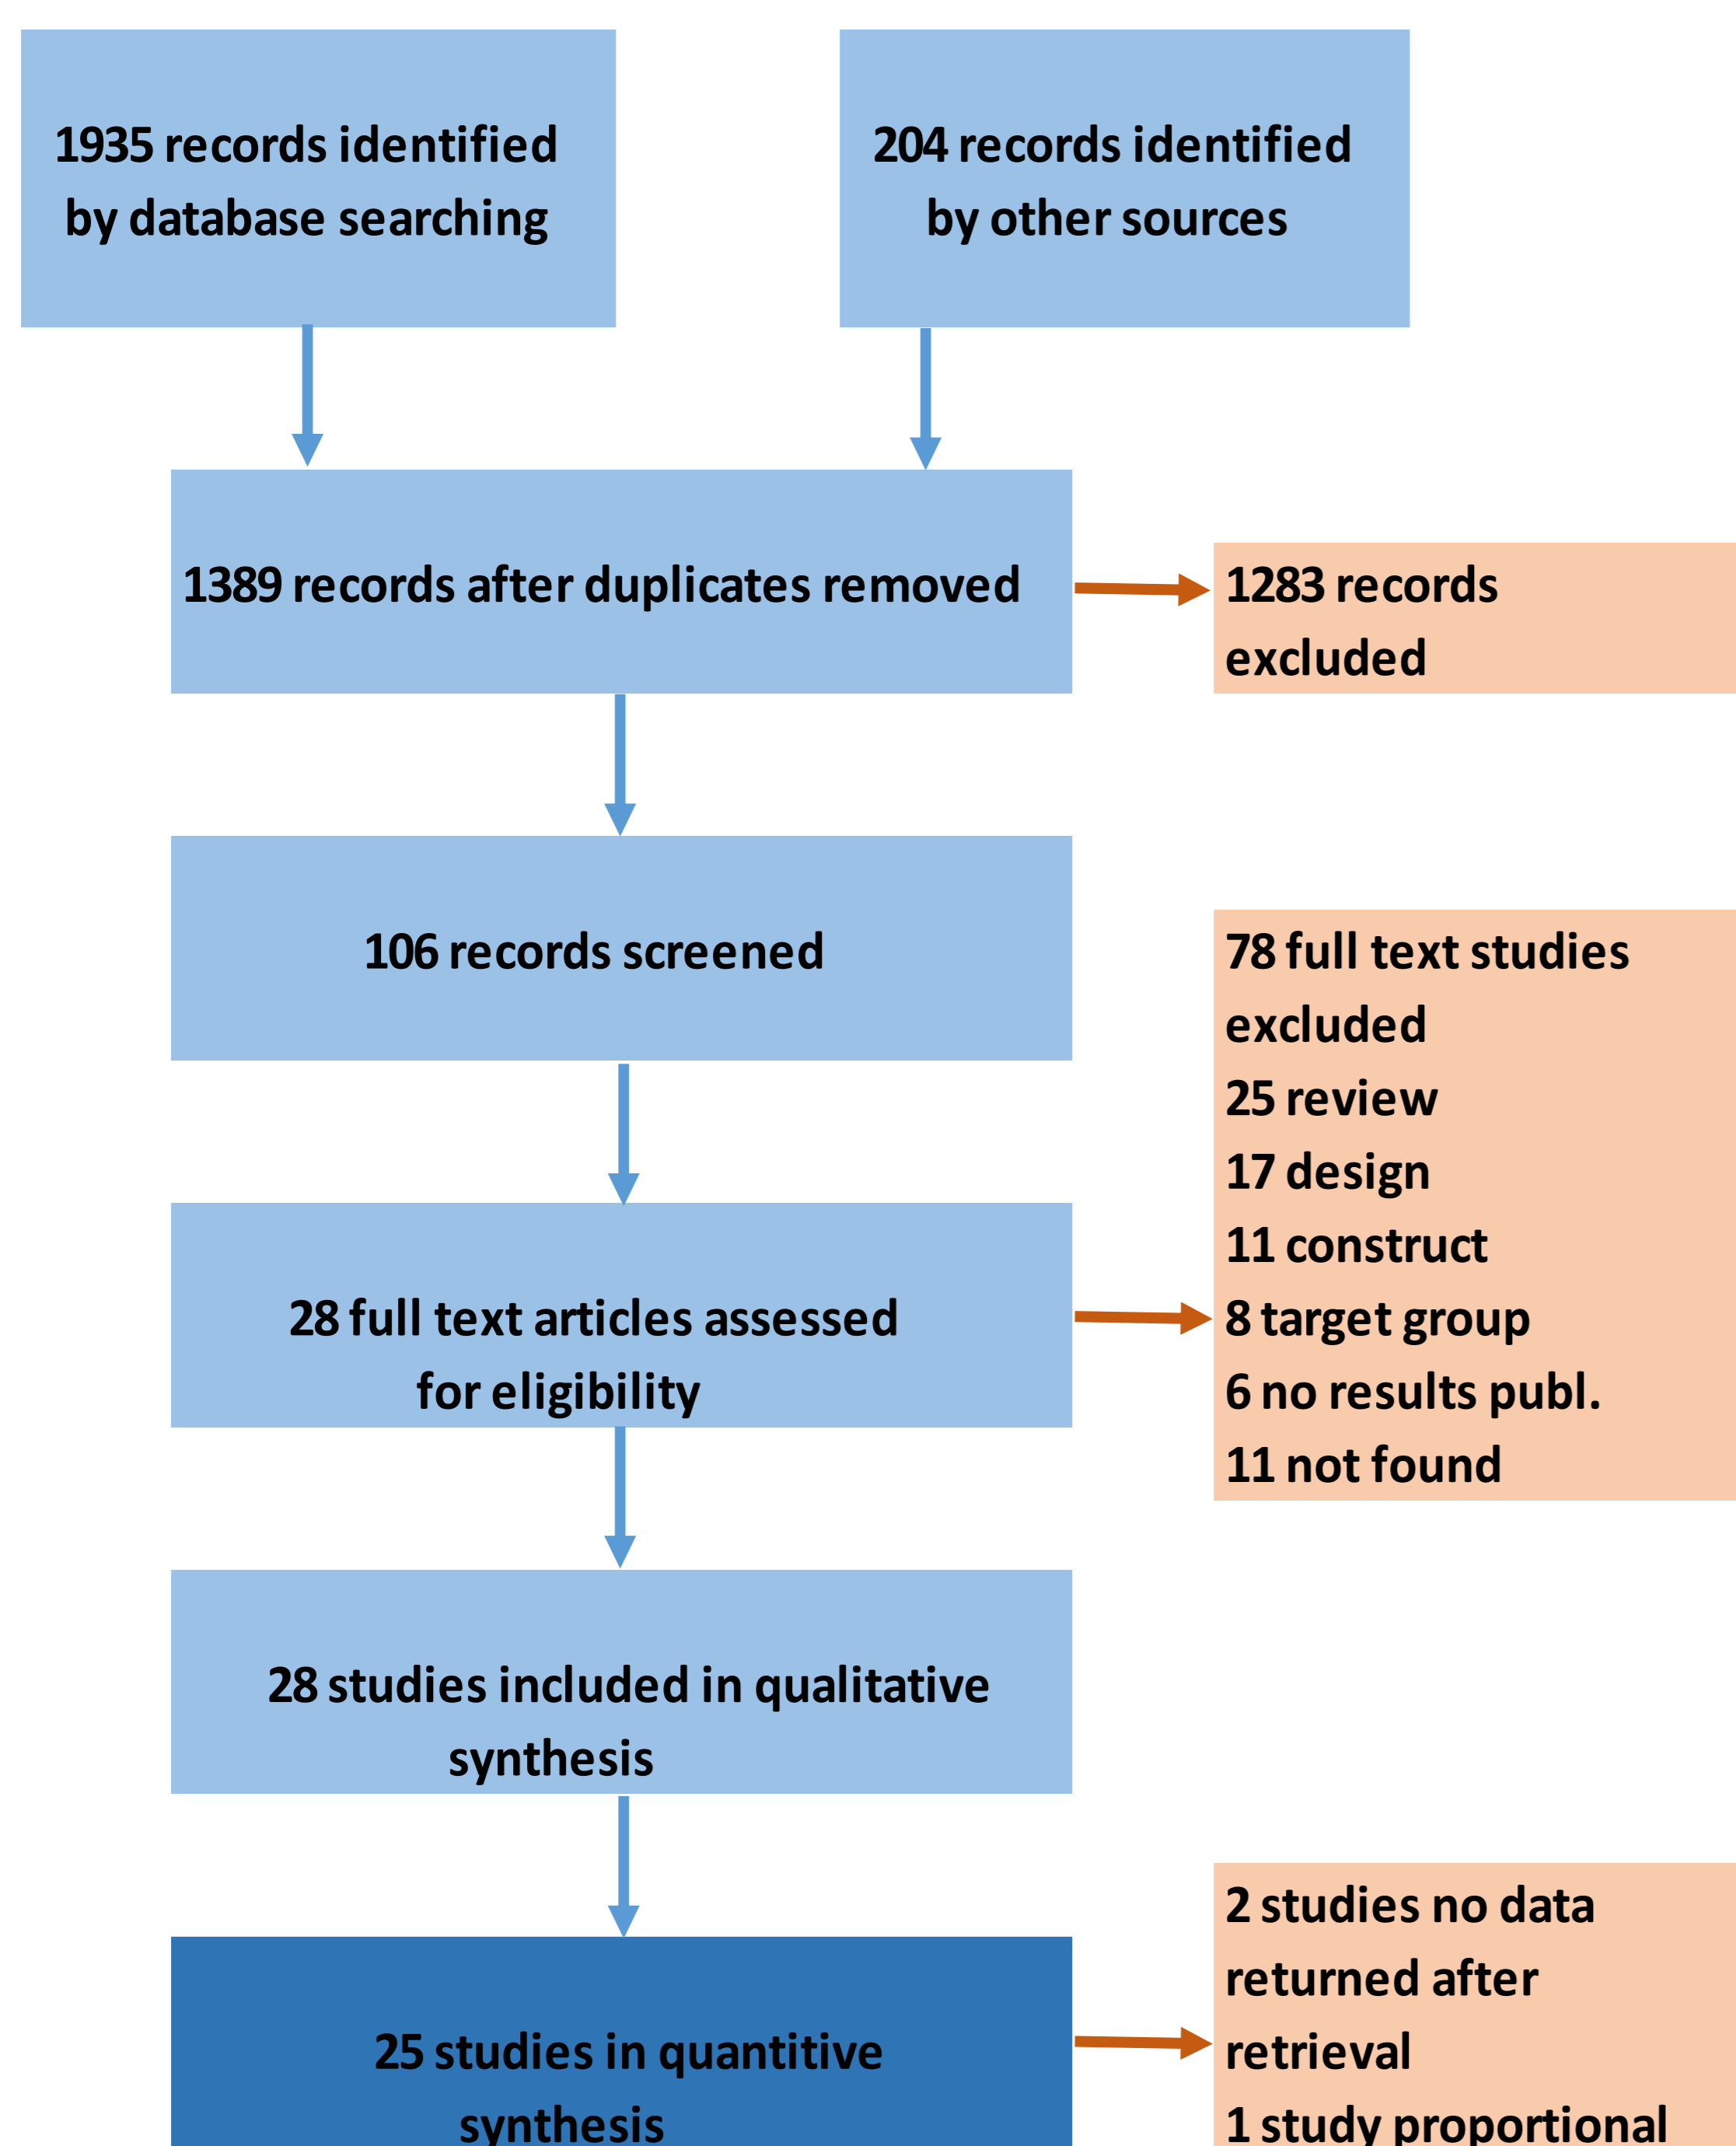 1935 records identified
by database searching
204 records identified
by other sources
1389 records after duplicates removed
1283 records
excluded
106 records screened
78 full text studies
excluded
25 review
17 design
11 construct
8 target group
6 no results publ.
11 not found
28 full text articles assessed
for eligibility
28 studies included in qualitative
synthesis
25 studies in quantitive
synthesis
2 studies no data
returned after
retrieval
1 study proportional